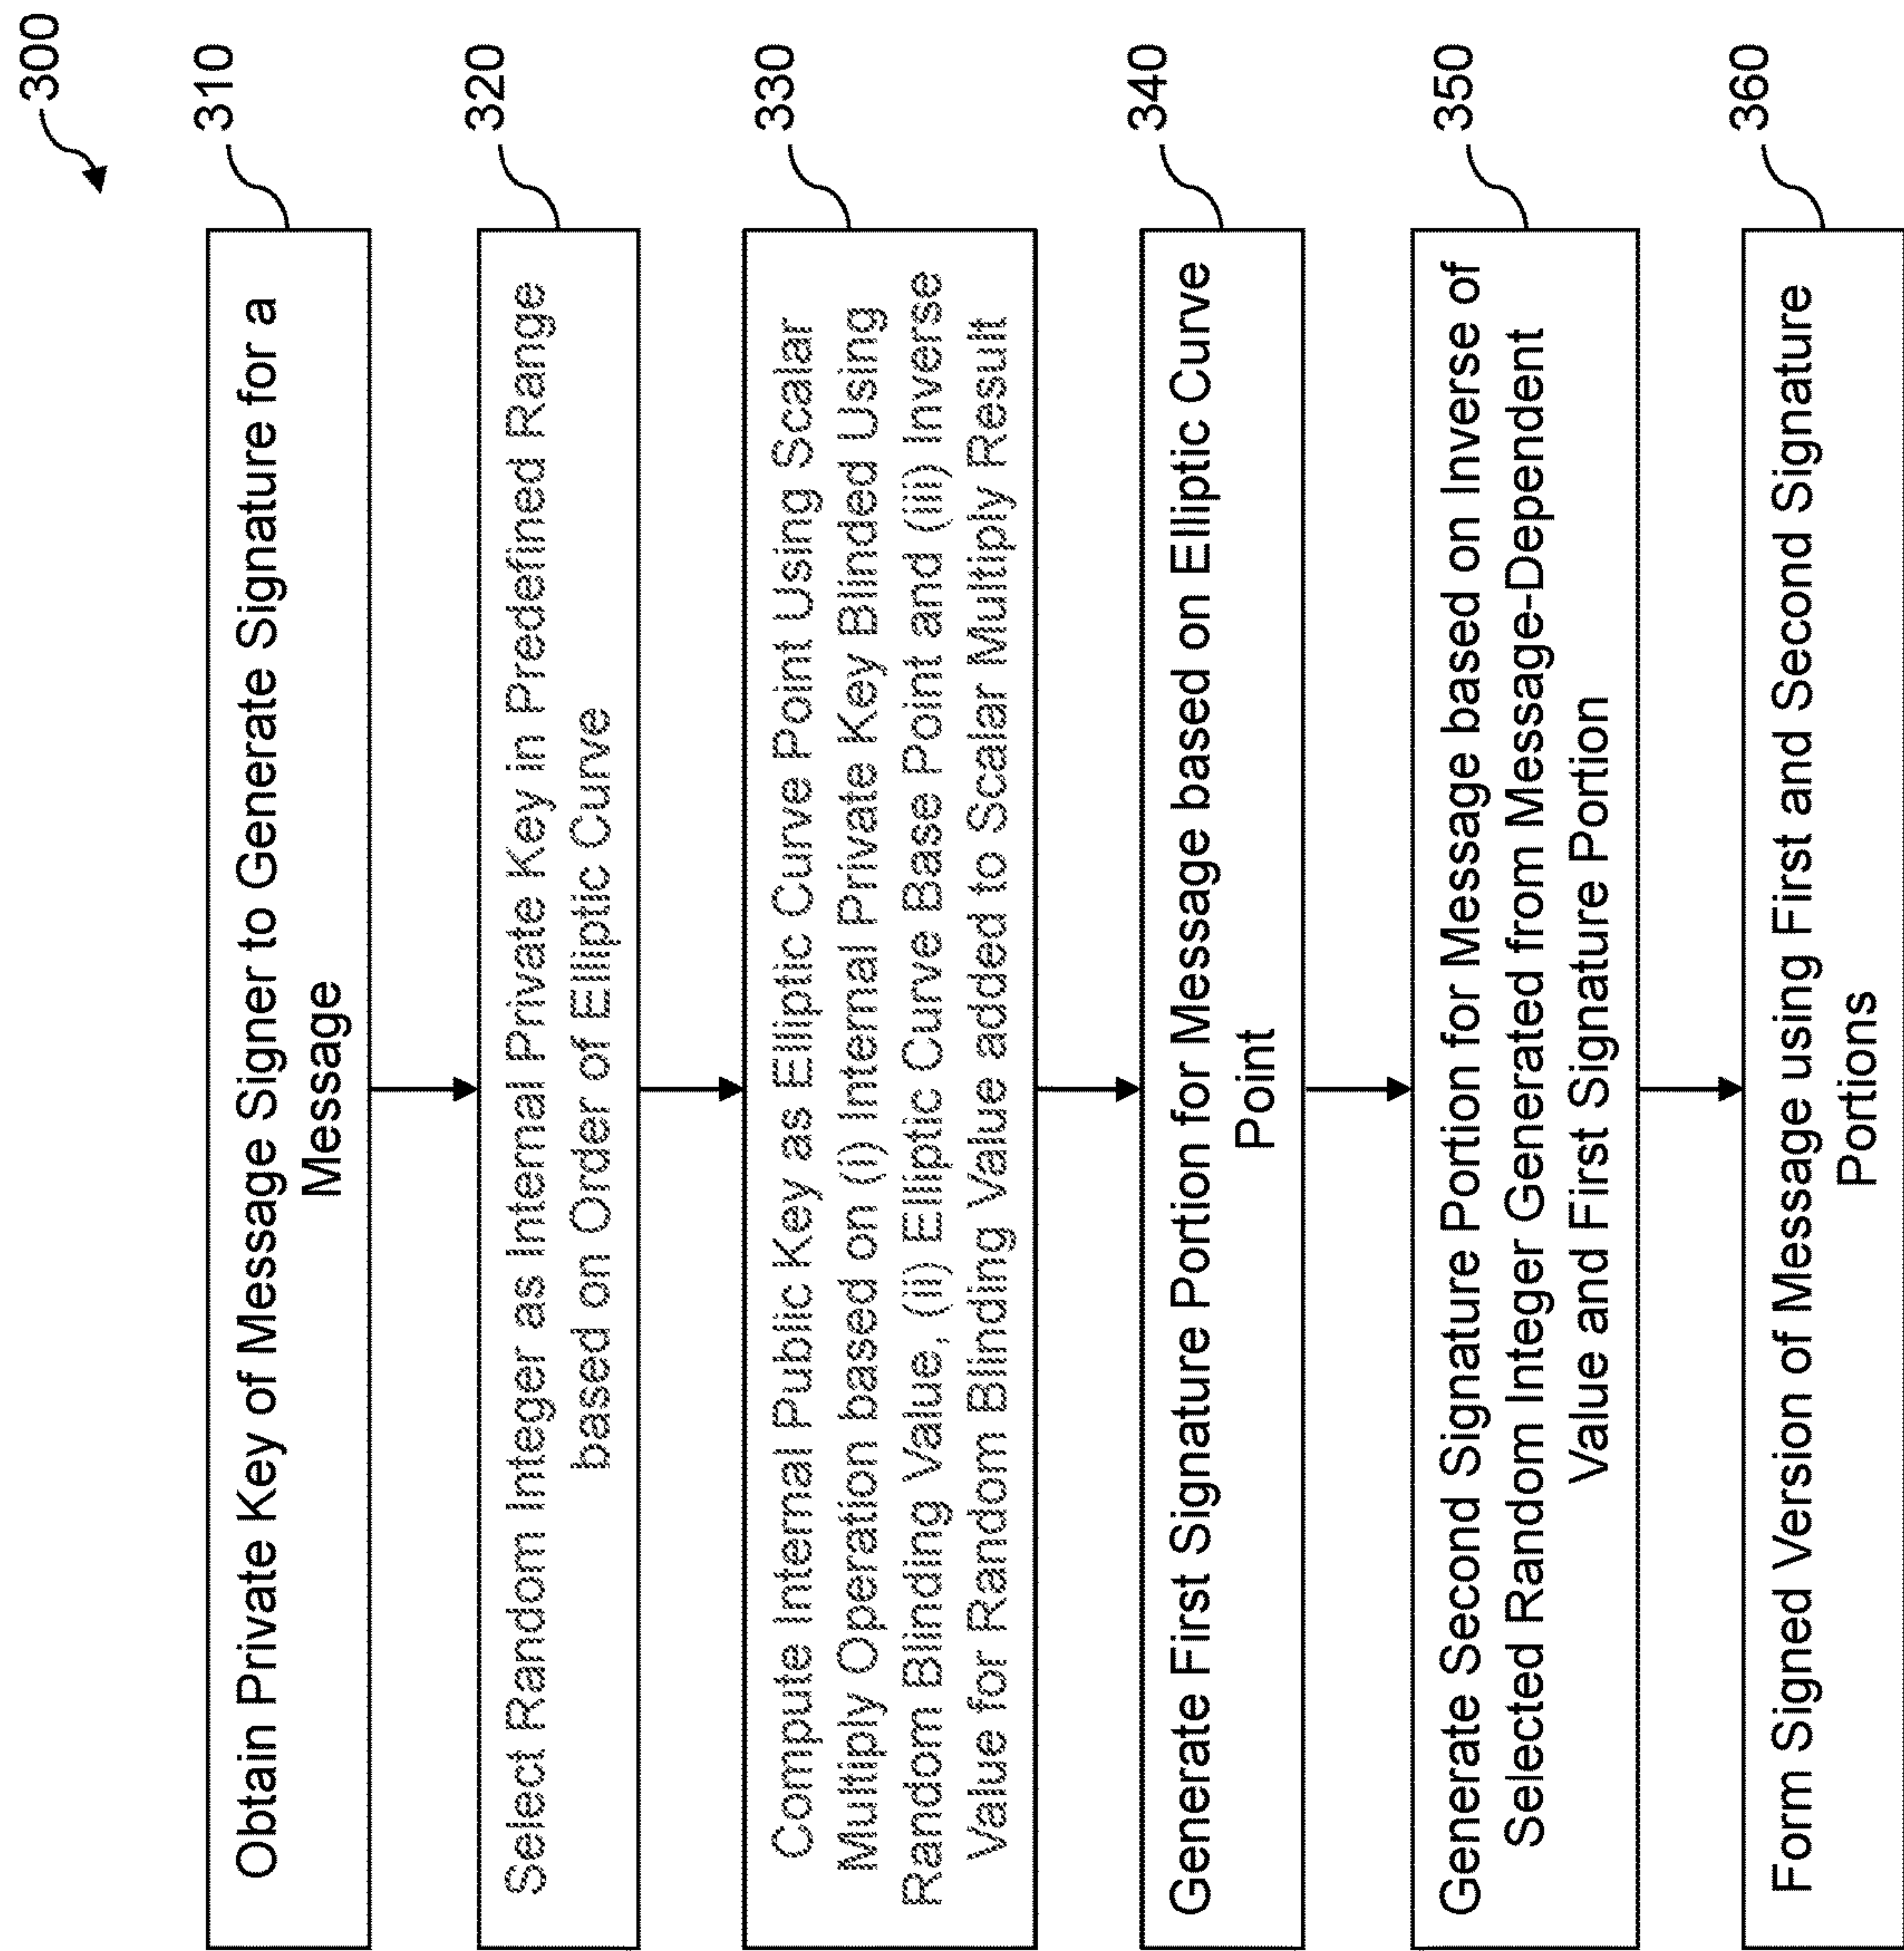 300
310
Obtain Private Key of Message Signer to Generate Signature for a
Message
320
Select Random Integer as Internal Private Key in Predefined Range
based on Order of Elliptic Curve
330
Compute Internal Public Key as Elliptic Curve Point Using Scalar
Multiply Operation based on (i) Internal Private Key Blinded Using
Random Blinding Value, (ii) Elliptic Curve Base Point and (iii) Inverse
Value for Random Blinding Value added to Scalar Multiply Result
340
Generate First Signature Portion for Message based on Elliptic Curve
Point
350
Generate Second Signature Portion for Message based on Inverse of
Selected Random Integer Generated from Message-Dependent
Value and First Signature Portion
360
Form Signed Version of Message using First and Second Signature
Portions